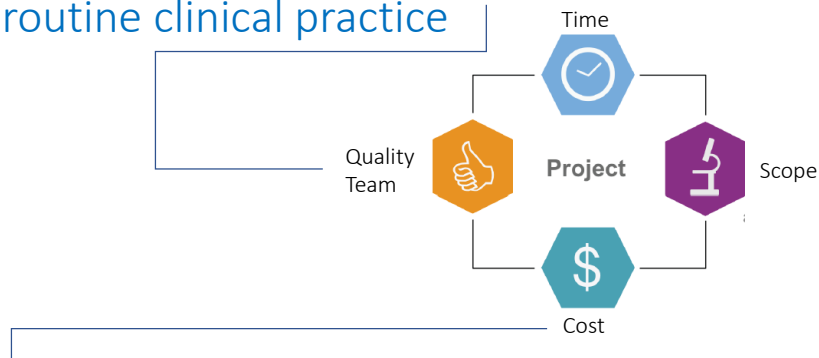 routine clinical practice
Time
Quality
Team
Project
Scope
$
Cost